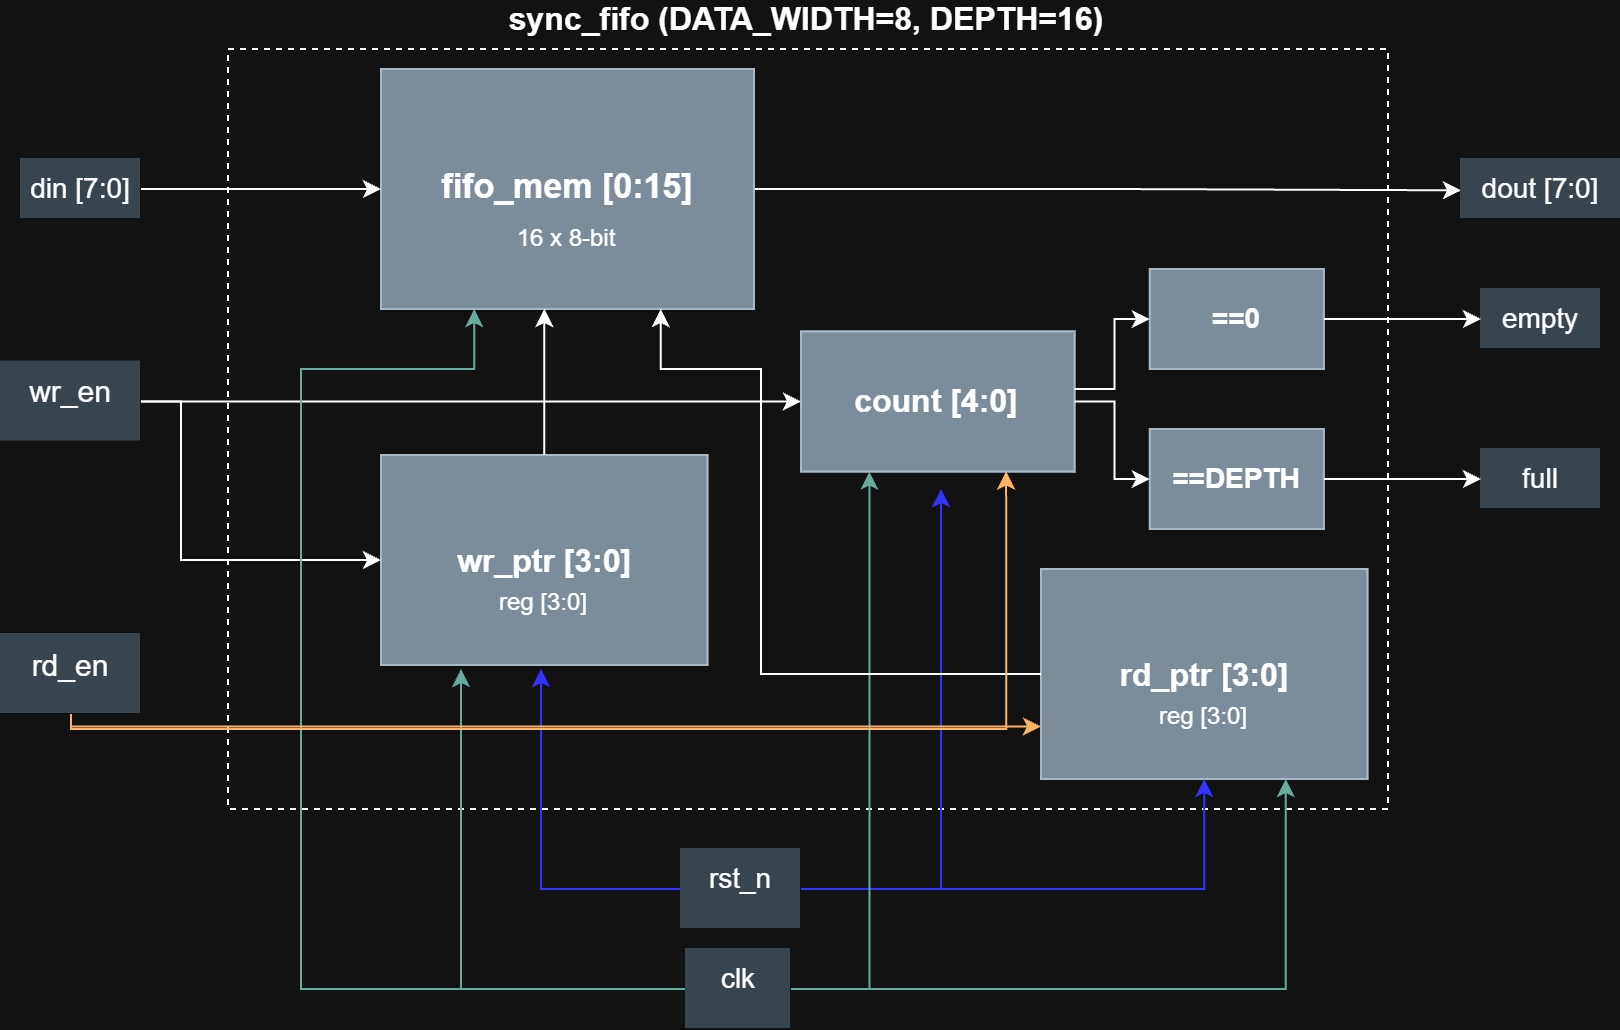 sync_fifo (DATA_WIDTH=8, DEPTH=16)
fifo_mem [0:15]
16 x 8-bit
din [7:0]
dout [7:0]
==0
empty
wr_en
count [4:0]
==DEPTH
full
wr_ptr [3:0]
reg [3:0]
rd_en
rd_ptr [3:0]
reg [3:0]
rst_n
clk